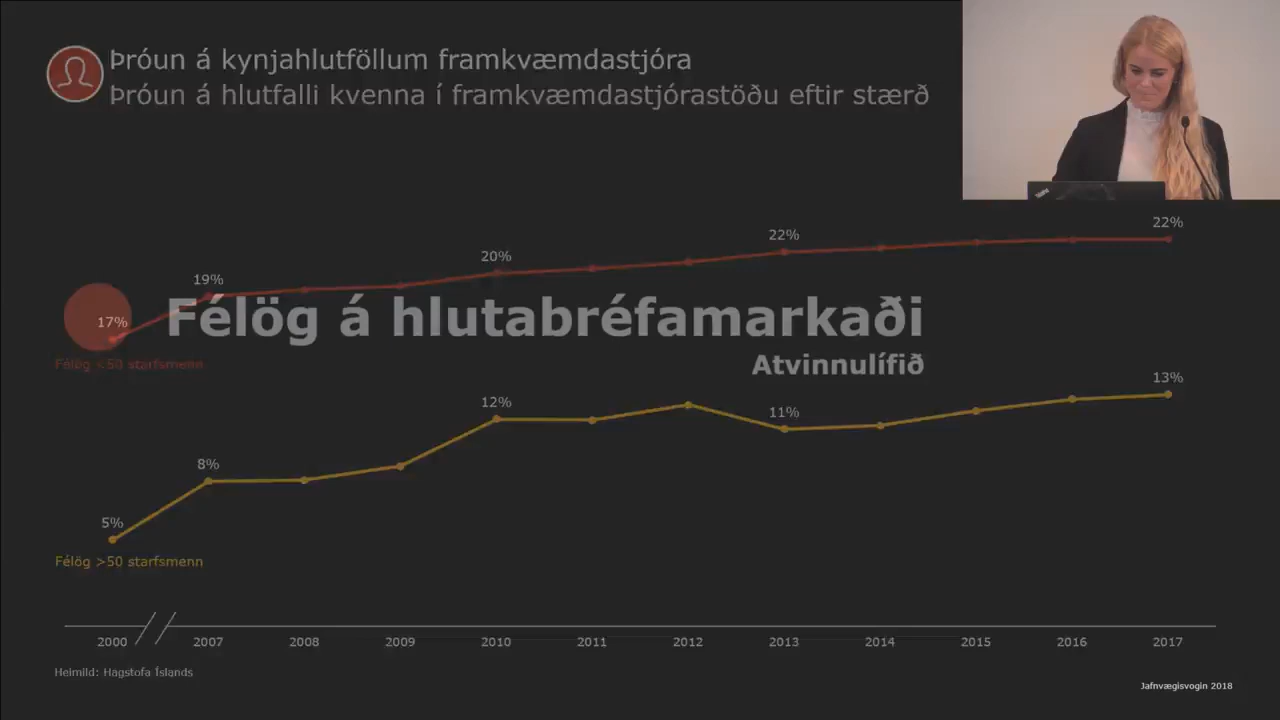 Þróun á kynjahlutföllum framkvæmdastjóra
Þróun á hlutfalli kvenna í framkvæmdastjórastöðu eftir stærð
22%
22%
20%
19%
17%
Félög á hlutabréfamarkaði
Atvinnulífið
Félög <50 starfsmenn
13%
12%
11%
8%
5%
Félög >50 starfsmenn
2000 2007 2008 2009 2010 2011 2012 2013 2014 2015 2016 2017
Heimild: Hagstofa Íslands
Jafnvægisvogin 2018